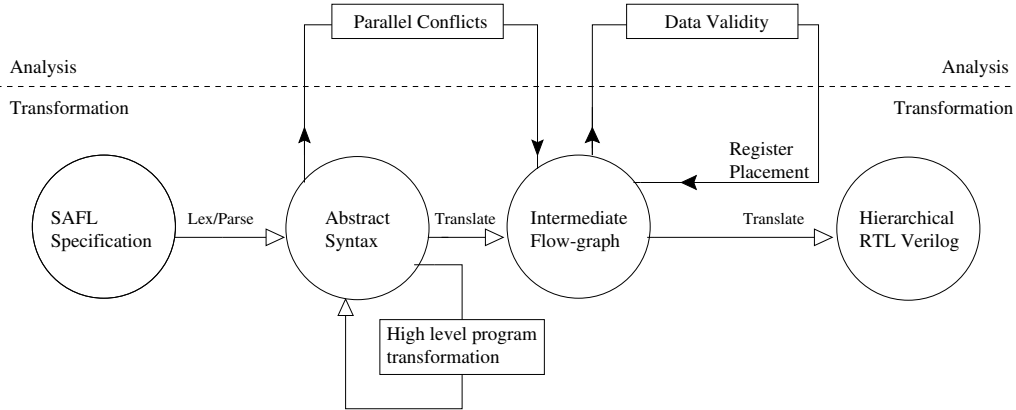 Parallel Conflicts
Data Validity
Analysis
Analysis
Transformation
Transformation
Register
Placement
SAFL
Specification
Lex/Parse
Abstract
Syntax
Translate
Intermediate
Flow-graph
Translate
Hierarchical
RTL Verilog
High level program
transformation